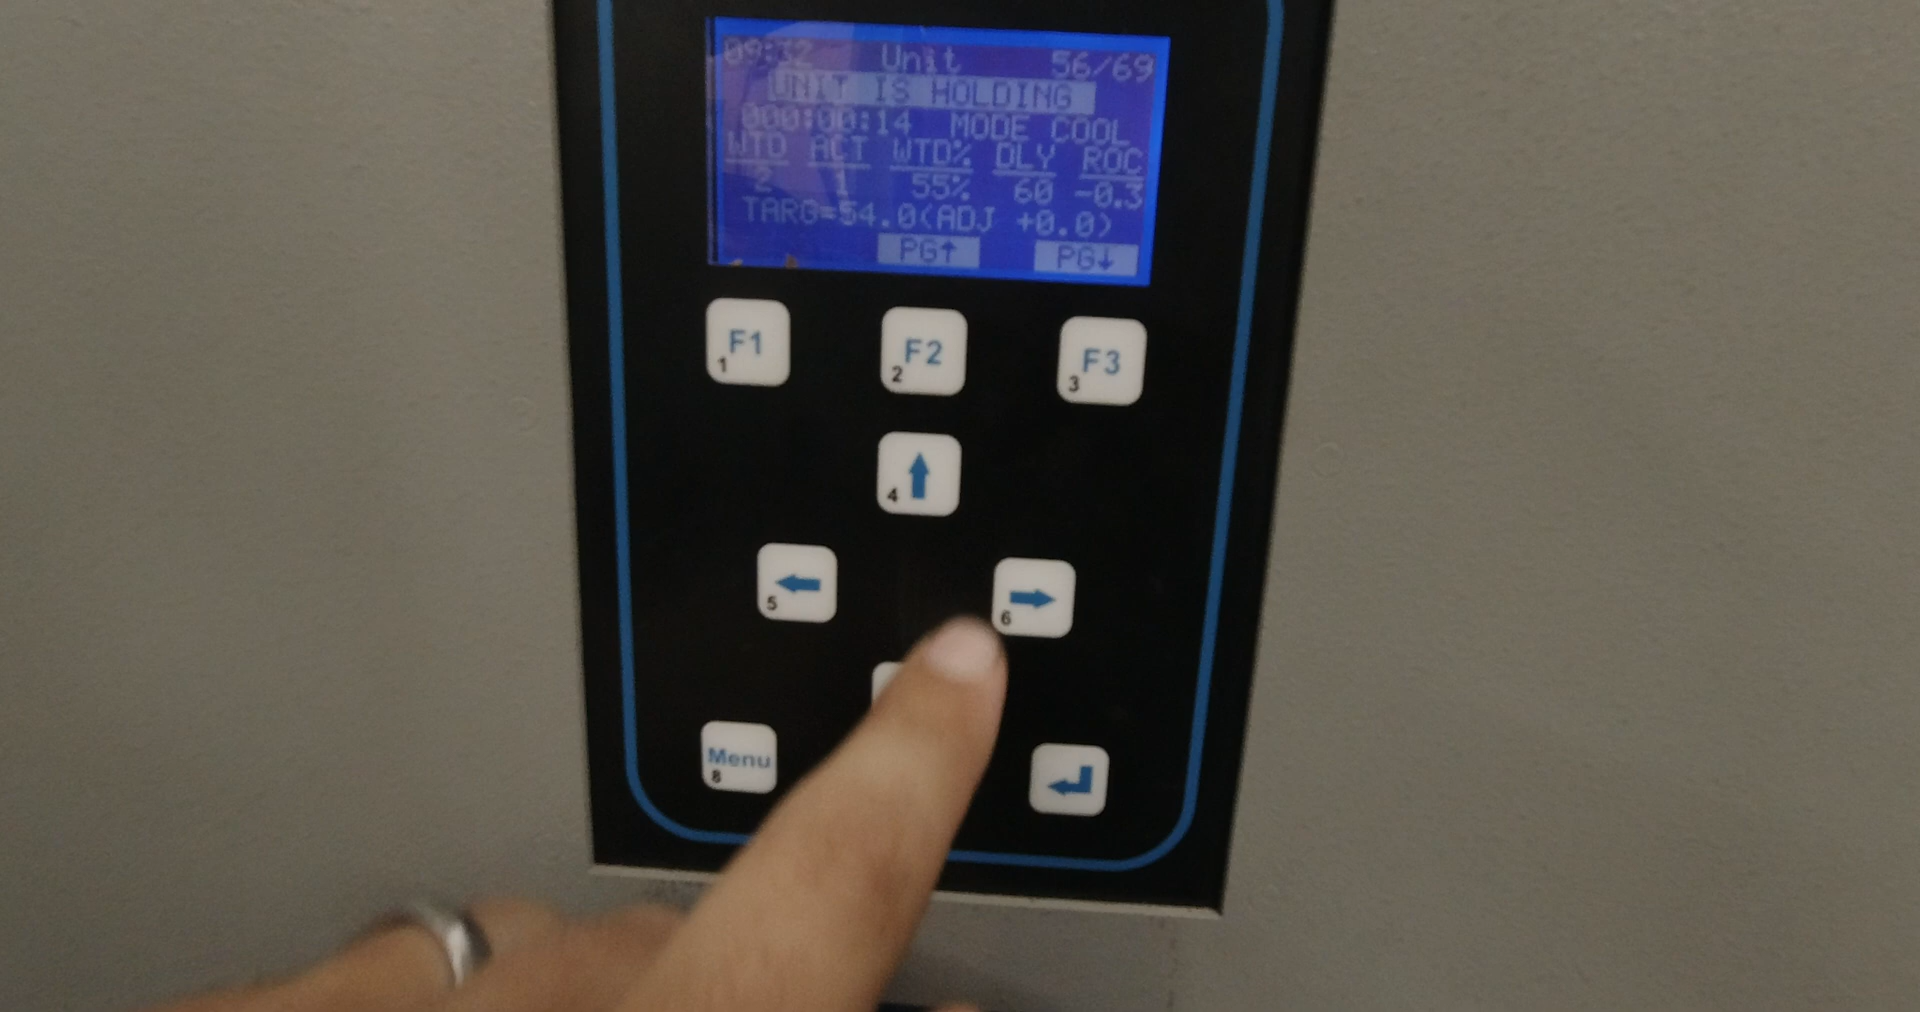 09:32 Unit 56/69
UNIT IS HOLDING
000:00:14 MODE COOL
WTD ACT WTD% DLY ROC
2 1 55% 60 -0.3
TARG=54.0(ADJ +0.0)
PG↑ PG↓
F1 1 F2 2 F3 3
4
5 6
Menu 8